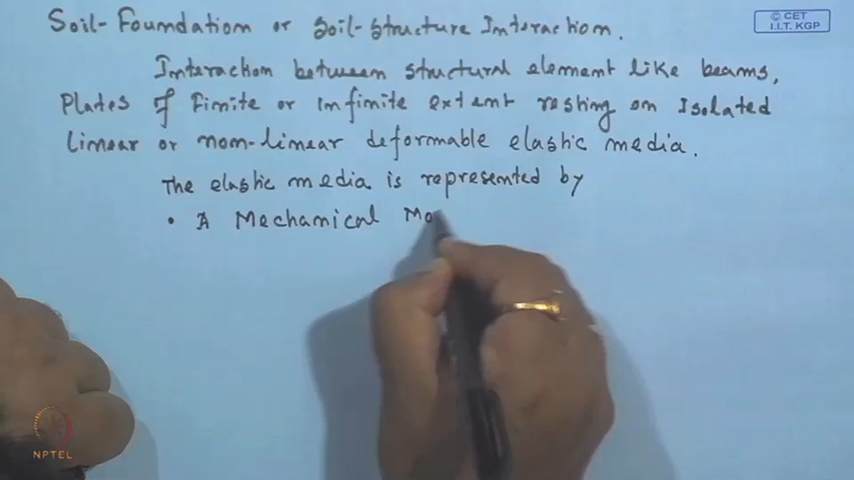 Soil-Foundation or Soil-Structure Interaction.
© CET
I.I.T. KGP
Interaction between structural element like beams,
Plates of Finite or Infinite extent resting on Isolated
linear or non-linear deformable elastic media.
The elastic media is represented by
• A Mechanical Mo
NPTEL